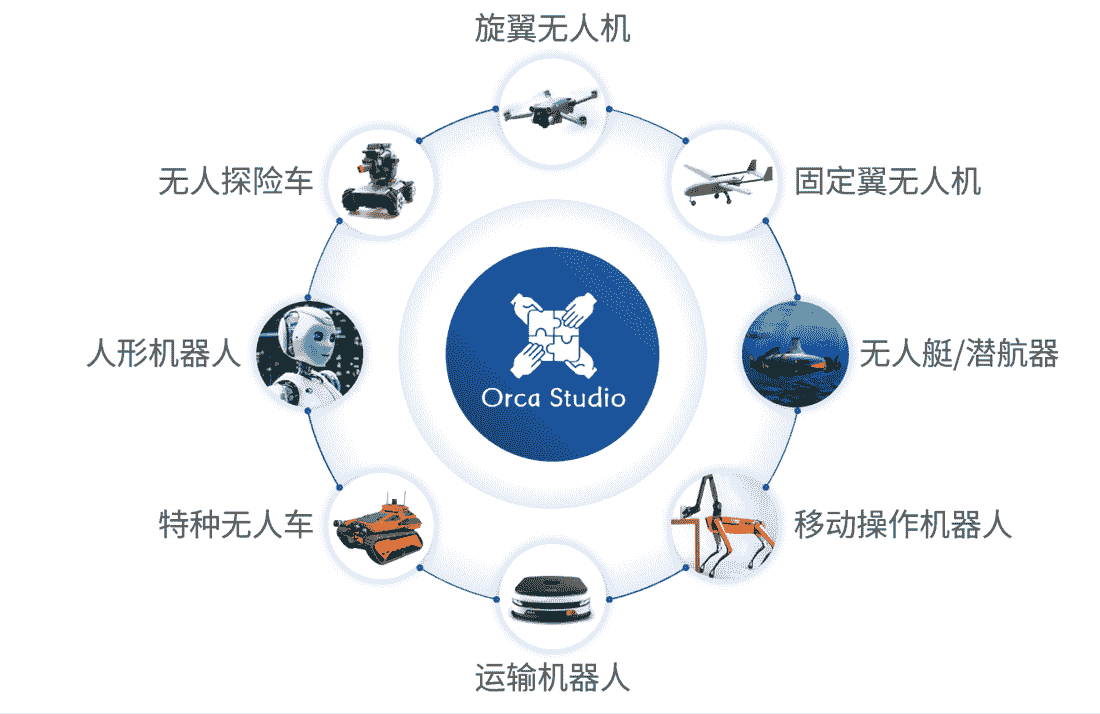 旋翼无人机
无人探险车
固定翼无人机
人形机器人
Orca Studio
无人艇/潜航器
特种无人车
移动操作机器人
运输机器人